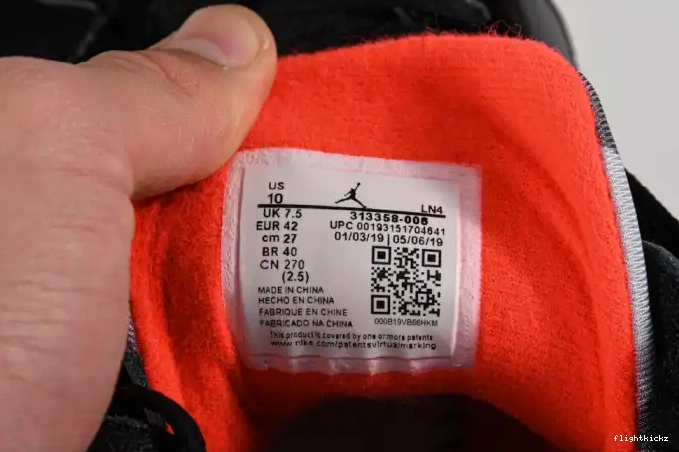 US
10
LN4
UK 7.5
313358-006
EUR 42
UPC 00193151704641
cm 27
01/03/19 | 05/06/19
BR 40
CN 270
(2.5)
MADE IN CHINA
HECHO EN CHINA
FABRIQUE EN CHINE
FABRICADO NA CHINA
000B19VB66HKM
This product is covered by one or more patents
www.nike.com/patentsvirtualmarking
flightkickz